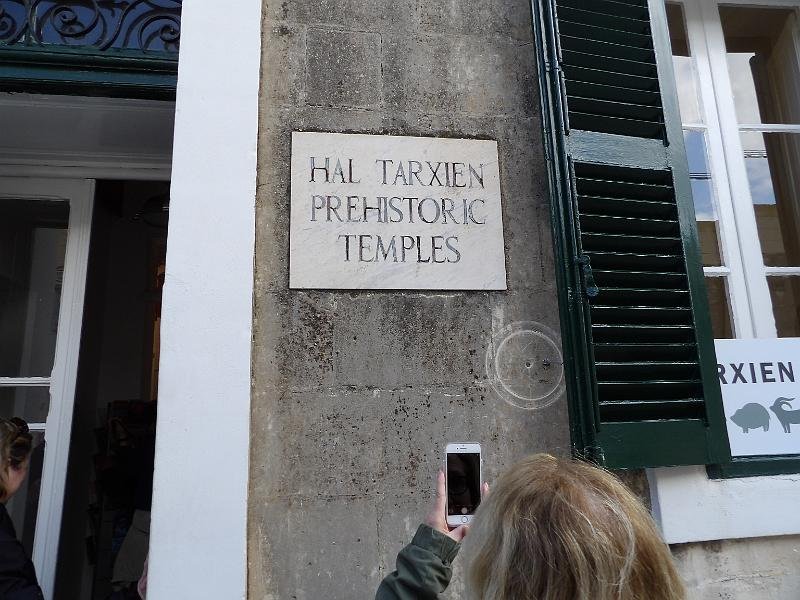 HAL TARXIEN
PREHISTORIC
TEMPLES
RXIEN